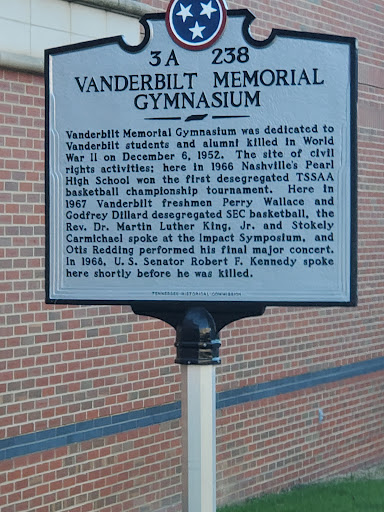 3A 238
VANDERBILT MEMORIAL
GYMNASIUM
Vanderbilt Memorial Gymnasium was dedicated to
Vanderbilt students and alumni killed in World
War II on December 6, 1952. The site of civil
rights activities; here in 1966 Nashville's Pearl
High School won the first desegregated TSSAA
basketball championship tournament. Here in
1967 Vanderbilt freshmen Perry Wallace and
Godfrey Dillard desegregated SEC basketball, the
Rev. Dr. Martin Luther King, Jr. and Stokely
Carmichael spoke at the Impact Symposium, and
Otis Redding performed his final major concert.
In 1968, U. S. Senator Robert F. Kennedy spoke
here shortly before he was killed.
TENNESSEE HISTORICAL COMMISSION